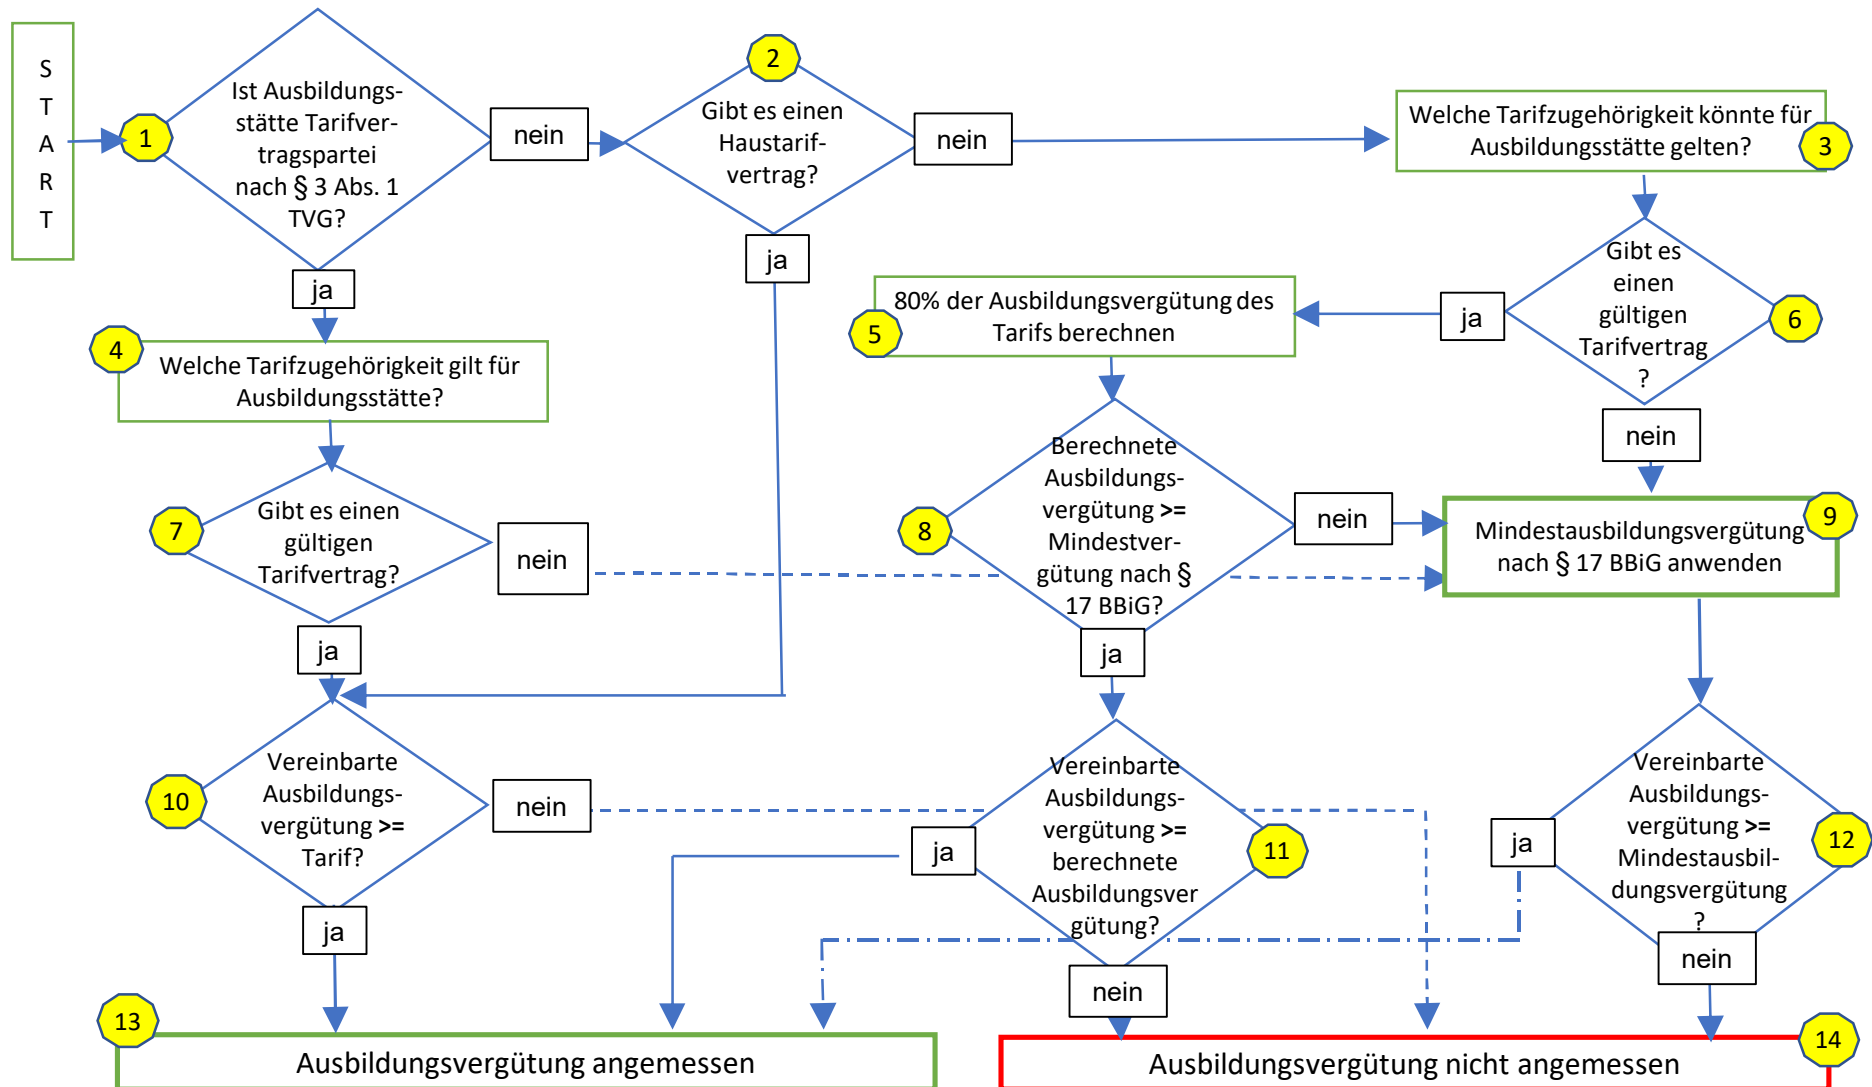 S
T
A
R
T
1
Ist Ausbildungs-
stätte Tarifver-
tragspartei
nach § 3 Abs. 1
TVG?
nein
ja
2
Gibt es einen
Haustarif-
vertrag?
nein
ja
Welche Tarifzugehörigkeit könnte für
Ausbildungsstätte gelten?
3
4
Welche Tarifzugehörigkeit gilt für
Ausbildungsstätte?
80% der Ausbildungsvergütung des
Tarifs berechnen
5
ja
Gibt es
einen
gültigen
Tarifvertrag
?
6
nein
7
Gibt es einen
gültigen
Tarifvertrag?
nein
ja
8
Berechnete
Ausbildungs-
vergütung >=
Mindestver-
gütung nach §
17 BBiG?
nein
ja
Mindestausbildungsvergütung
nach § 17 BBiG anwenden
9
10
Vereinbarte
Ausbildungs-
vergütung >=
Tarif?
nein
ja
ja
Vereinbarte
Ausbildungs-
vergütung >=
berechnete
Ausbildungsver
gütung?
11
nein
ja
Vereinbarte
Ausbildungs-
vergütung >=
Mindestausbil-
dungsvergütung
?
12
nein
13
Ausbildungsvergütung angemessen
Ausbildungsvergütung nicht angemessen
14